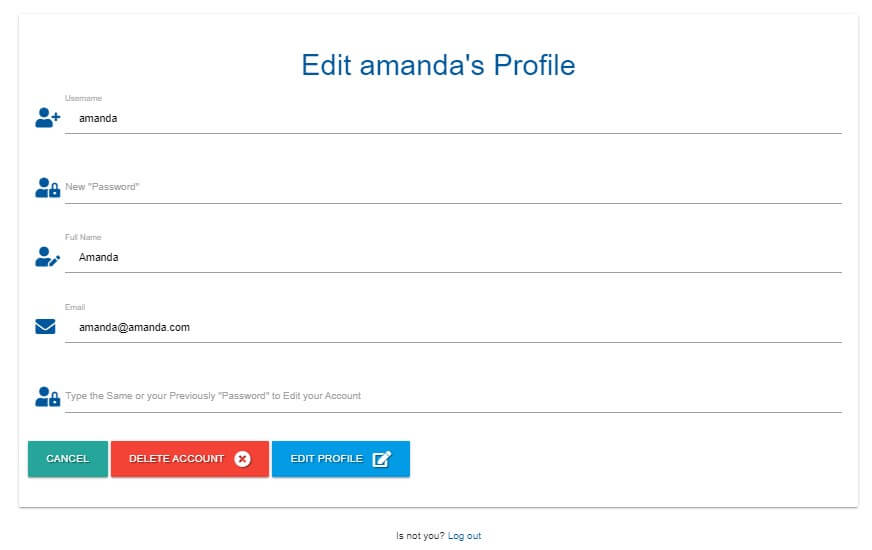 Edit amanda's Profile
Username
amanda
New "Password"
Full Name
Amanda
Email
amanda@amanda.com
Type the Same or your Previously "Password" to Edit your Account
CANCEL DELETE ACCOUNT EDIT PROFILE
Is not you? Log out